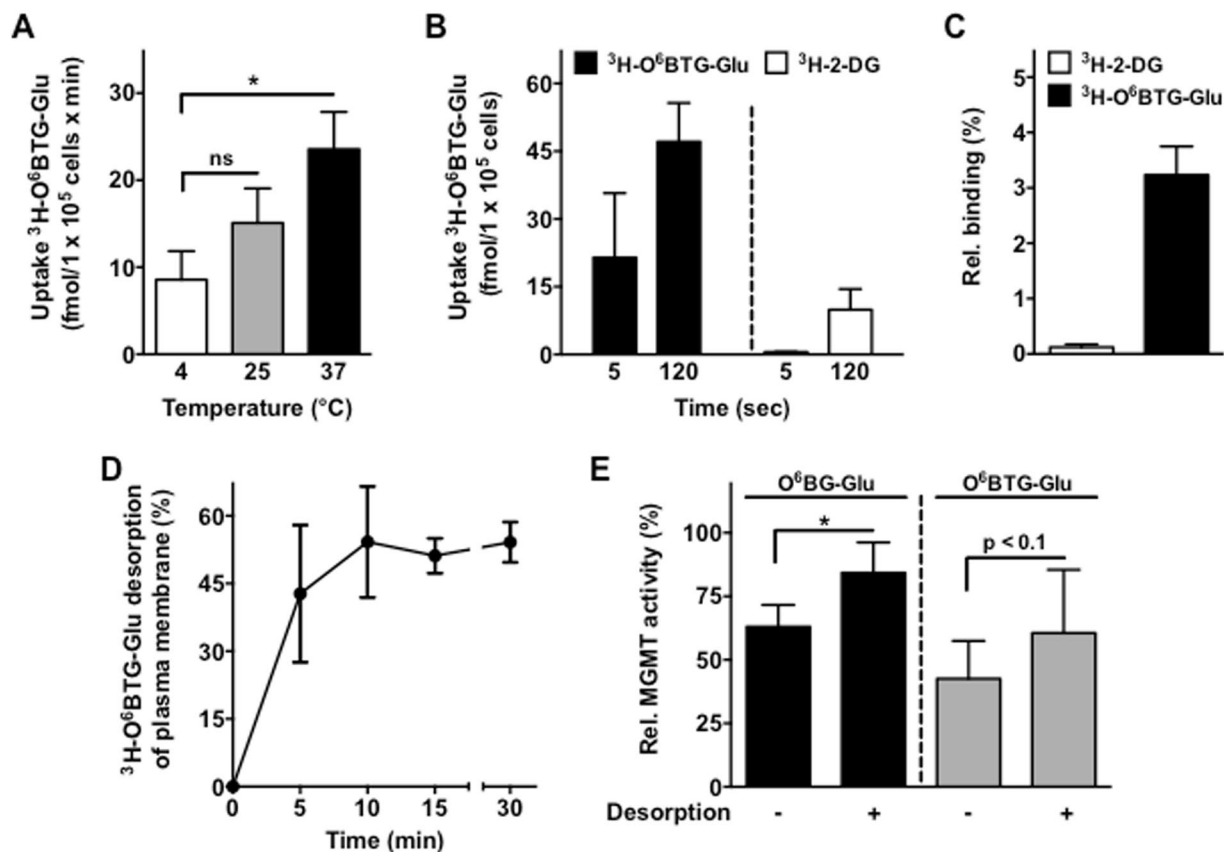 A
Uptake ³H-O⁶BTG-Glu
(fmol/1 x 10⁵ cells x min)
30
20
10
0
*
ns
4 25 37
Temperature (°C)
B
³H-O⁶BTG-Glu ³H-2-DG
Uptake ³H-O⁶BTG-Glu
(fmol/1 x 10⁵ cells)
60
45
30
15
0
5 120 5 120
Time (sec)
C
³H-2-DG
³H-O⁶BTG-Glu
Rel. binding (%)
5
4
3
2
1
0
D
³H-O⁶BTG-Glu desorption
of plasma membrane (%)
60
45
30
15
0
0 5 10 15 30
Time (min)
E
O⁶BG-Glu O⁶BTG-Glu
Rel. MGMT activity (%)
100
75
50
25
0
*
p < 0.1
Desorption - + - +